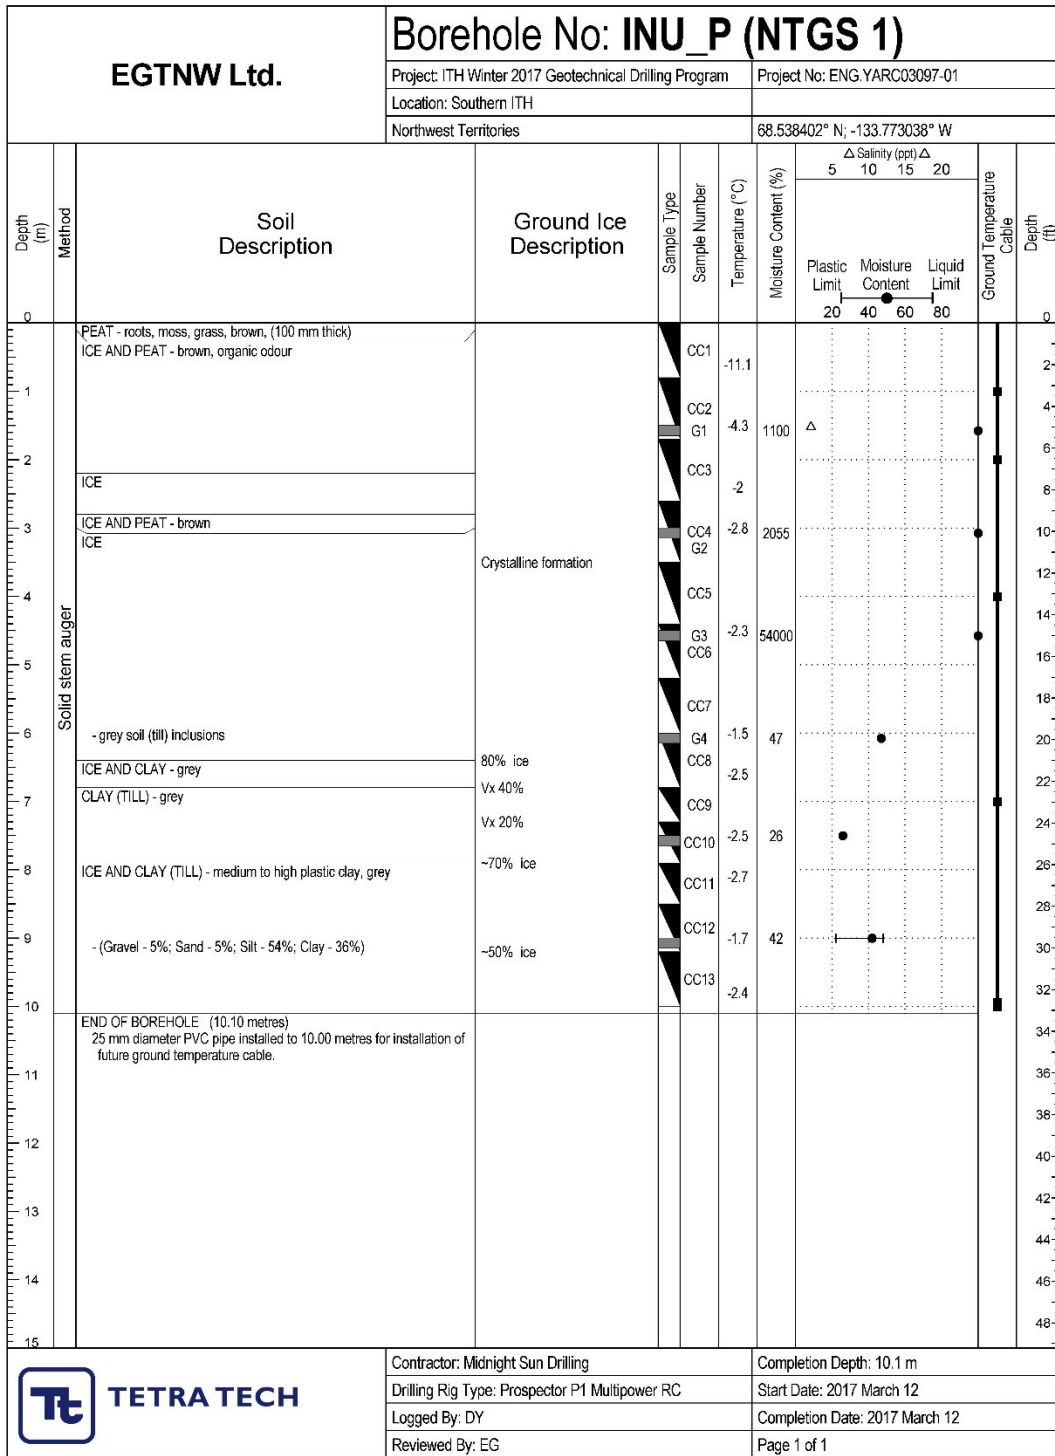 EGTNW Ltd.
Borehole No: INU_P (NTGS 1)
Project: ITH Winter 2017 Geotechnical Drilling Program
Project No: ENG.YARC03097-01
Location: Southern ITH
Northwest Territories
68.538402° N; -133.773038° W
Depth
(m)
Method
Soil
Description
Ground Ice
Description
Sample Type
Sample Number
Temperature (°C)
Moisture Content (%)
△ Salinity (ppt) △
5 10 15 20
Plastic Moisture Liquid
Limit Content Limit
20 40 60 80
Ground Temperature
Cable
Depth
(ft)
0
0
PEAT - roots, moss, grass, brown, (100 mm thick)
ICE AND PEAT - brown, organic odour
CC1
-11.1
2
1
4
CC2
G1
-4.3
1100
6
2
CC3
ICE
-2
8
3
ICE AND PEAT - brown
ICE
CC4
G2
-2.8
2055
10
Crystalline formation
12
4
CC5
14
Solid stem auger
G3
-2.3
54000
CC6
16
5
CC7
18
6
- grey soil (till) inclusions
G4
-1.5
47
20
80% ice
CC8
ICE AND CLAY - grey
-2.5
22
Vx 40%
7
CLAY (TILL) - grey
CC9
Vx 20%
24
CC10
-2.5
26
~70% ice
26
8
ICE AND CLAY (TILL) - medium to high plastic clay, grey
CC11
-2.7
28
CC12
9
- (Gravel - 5%; Sand - 5%; Silt - 54%; Clay - 36%)
~50% ice
-1.7
42
30
CC13
-2.4
32
10
END OF BOREHOLE (10.10 metres)
25 mm diameter PVC pipe installed to 10.00 metres for installation of
future ground temperature cable.
34
11
36
38
12
40
42
13
44
14
46
48
15
Tt
TETRA TECH
Contractor: Midnight Sun Drilling
Completion Depth: 10.1 m
Drilling Rig Type: Prospector P1 Multipower RC
Start Date: 2017 March 12
Logged By: DY
Completion Date: 2017 March 12
Reviewed By: EG
Page 1 of 1